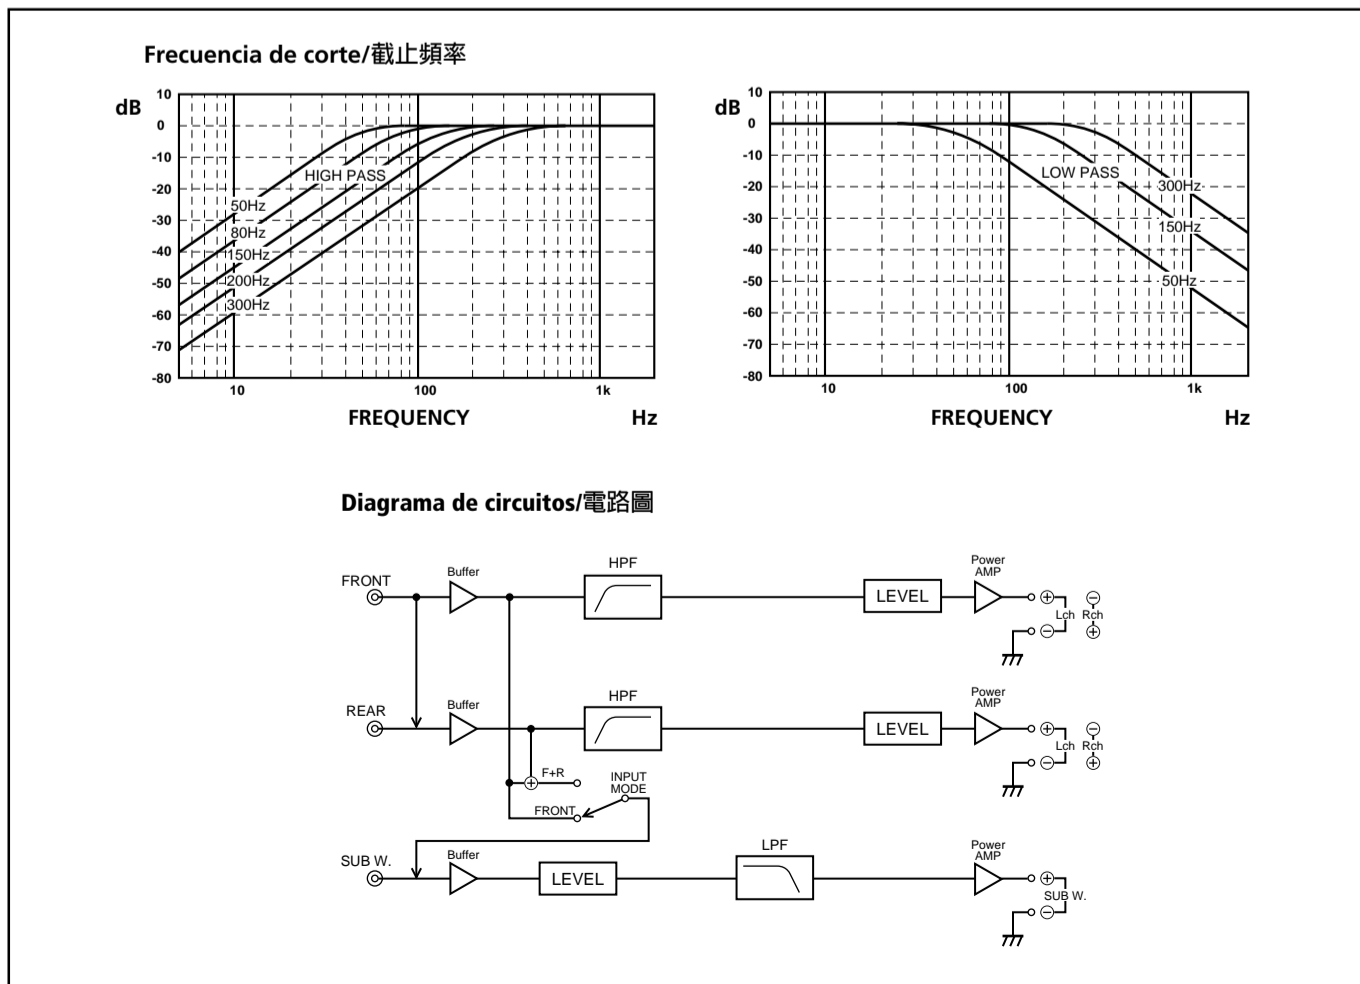 Frecuencia de corte/截止頻率
dB
10
0
-10
-20
-30
-40
-50
-60
-70
-80
HIGH PASS
50Hz
80Hz
150Hz
200Hz
300Hz
10
100
1k
FREQUENCY
Hz
dB
10
0
-10
-20
-30
-40
-50
-60
-70
-80
LOW PASS
300Hz
150Hz
50Hz
10
100
1k
FREQUENCY
Hz
Diagrama de circuitos/電路圖
FRONT
Buffer
HPF
LEVEL
Power
AMP
Lch
Rch
REAR
Buffer
HPF
LEVEL
Power
AMP
Lch
Rch
F+R
INPUT
MODE
FRONT
SUB W.
Buffer
LEVEL
LPF
Power
AMP
SUB W.